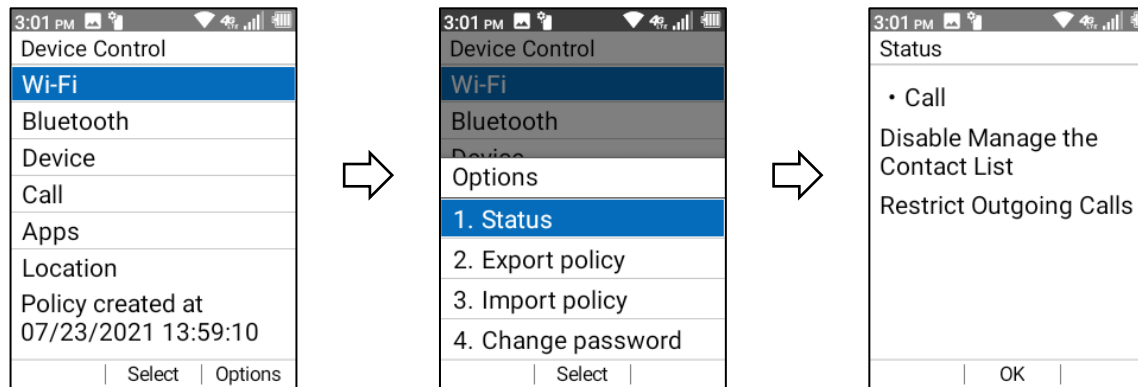 3:01 PM
Device Control
Wi-Fi
Bluetooth
Device
Call
Apps
Location
Policy created at
07/23/2021 13:59:10
Select | Options
3:01 PM
Device Control
Wi-Fi
Bluetooth
Device
Options
1. Status
2. Export policy
3. Import policy
4. Change password
Select
3:01 PM
Status
・Call
Disable Manage the
Contact List
Restrict Outgoing Calls
OK